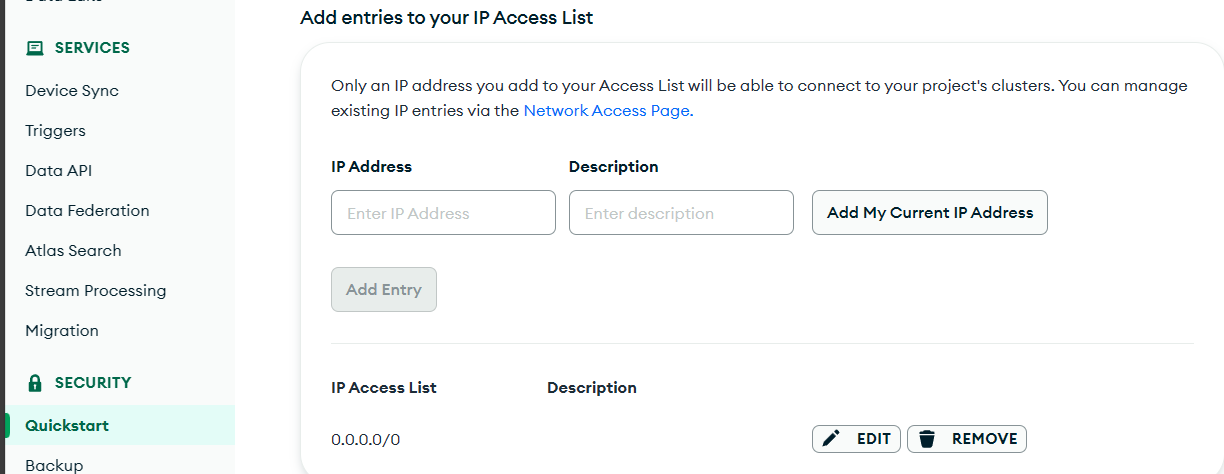 Add entries to your IP Access List
SERVICES
Device Sync
Triggers
Data API
Data Federation
Atlas Search
Stream Processing
Migration
SECURITY
Quickstart
Backup
Only an IP address you add to your Access List will be able to connect to your project's clusters. You can manage
existing IP entries via the Network Access Page.
IP Address Description
Enter IP Address Enter description Add My Current IP Address
Add Entry
IP Access List Description
0.0.0.0/0 EDIT REMOVE